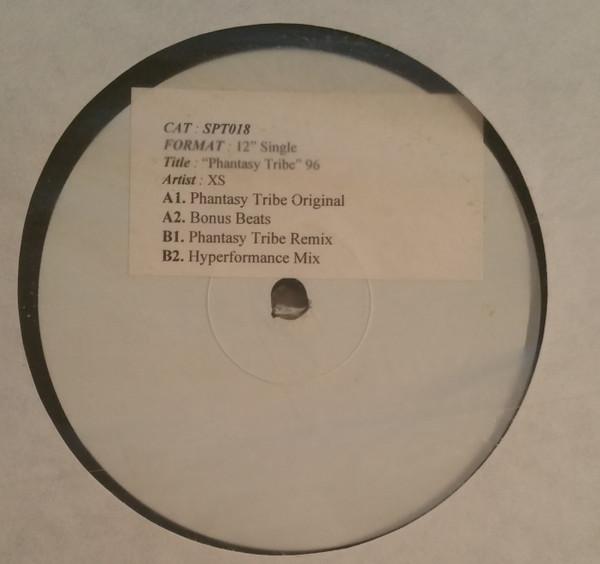 CAT : SPT018
FORMAT : 12" Single
Title : "Phantasy Tribe" 96
Artist : XS
A1. Phantasy Tribe Original
A2. Bonus Beats
B1. Phantasy Tribe Remix
B2. Hyperformance Mix